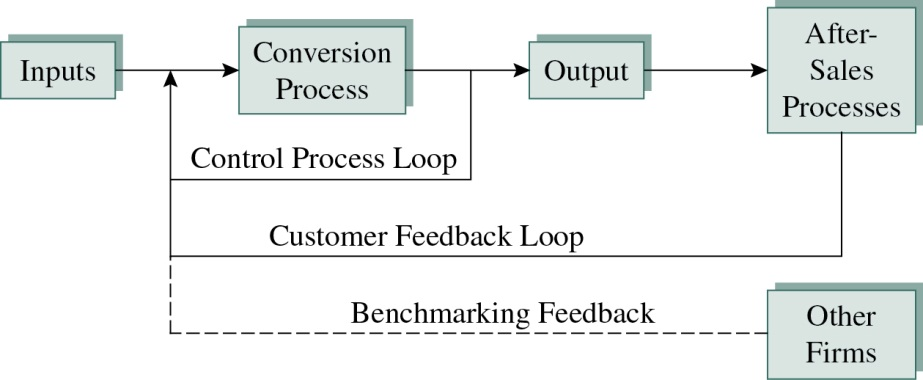 Inputs
Conversion
Process
Output
After-
Sales
Processes
Control Process Loop
Customer Feedback Loop
Benchmarking Feedback
Other
Firms